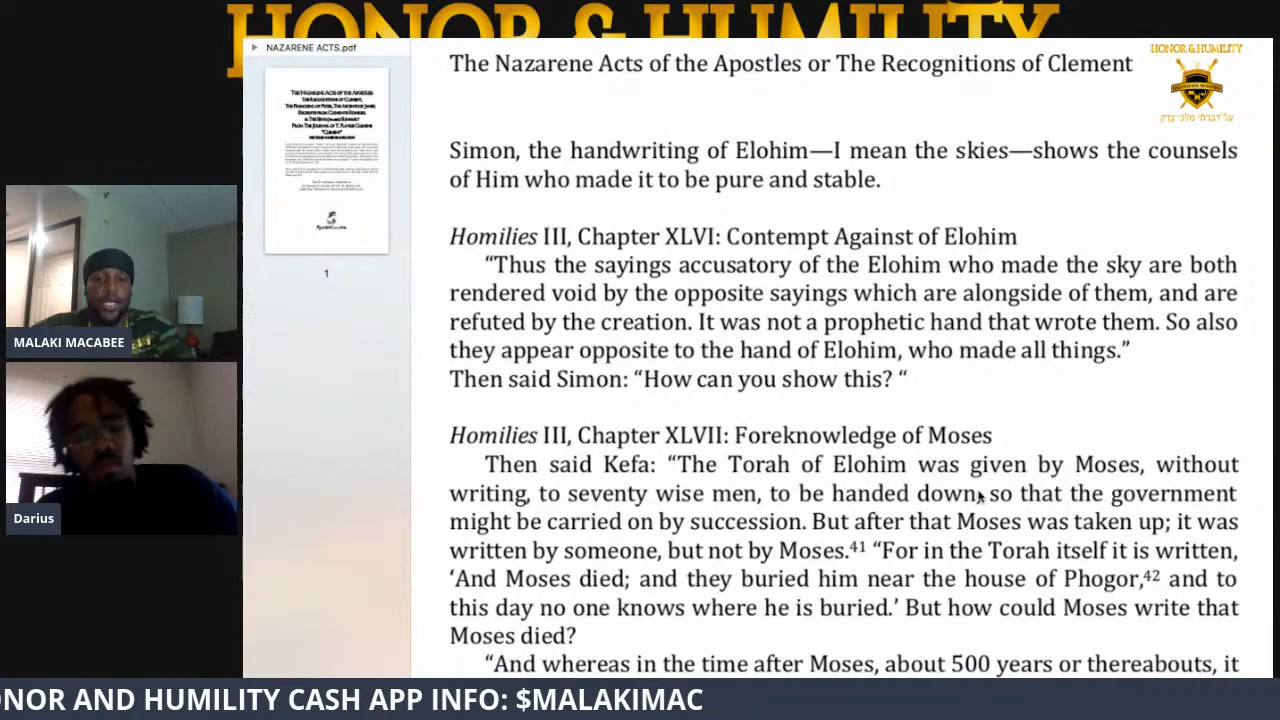 HONOR & HUMILITY
NAZARENE ACTS.pdf
THE NAZARENE ACTS OF THE APOSTLES
THE RECOGNITIONS OF CLEMENT,
1
HONOR & HUMILITY
The Nazarene Acts of the Apostles or The Recognitions of Clement
Simon, the handwriting of Elohim—I mean the skies—shows the counsels
of Him who made it to be pure and stable.
Homilies III, Chapter XLVI: Contempt Against of Elohim
“Thus the sayings accusatory of the Elohim who made the sky are both
rendered void by the opposite sayings which are alongside of them, and are
refuted by the creation. It was not a prophetic hand that wrote them. So also
they appear opposite to the hand of Elohim, who made all things.”
Then said Simon: “How can you show this? “
Homilies III, Chapter XLVII: Foreknowledge of Moses
Then said Kefa: “The Torah of Elohim was given by Moses, without
writing, to seventy wise men, to be handed down, so that the government
might be carried on by succession. But after that Moses was taken up; it was
written by someone, but not by Moses.41 “For in the Torah itself it is written,
‘And Moses died; and they buried him near the house of Phogor,42 and to
this day no one knows where he is buried.’ But how could Moses write that
Moses died?
“And whereas in the time after Moses, about 500 years or thereabouts, it
MALAKI MACABEE
Darius
ONOR AND HUMILITY CASH APP INFO: $MALAKIMAC